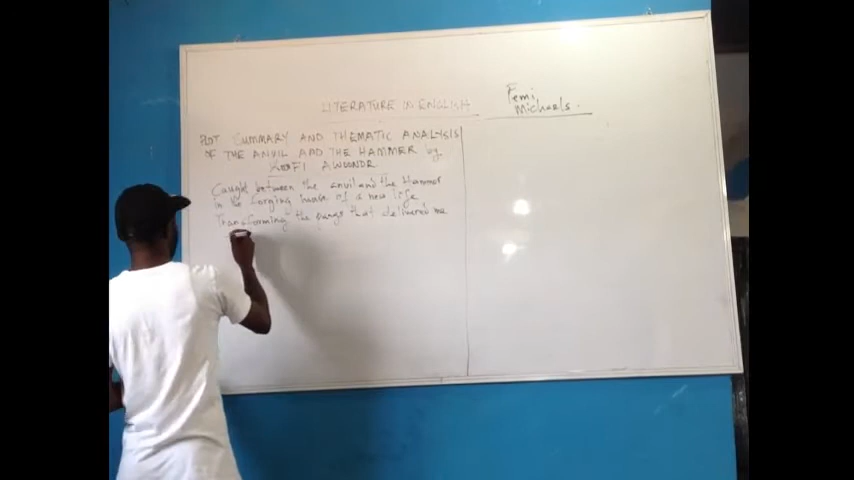 LITERATURE IN ENGLISH
Femi
Michaels.
PLOT SUMMARY AND THEMATIC ANALYSIS
OF THE ANVIL AND THE HAMMER by
KOFI AWOONOR
Caught between the anvil and the Hammer
in the forging house of a new life
Transforming the pangs that delivered me